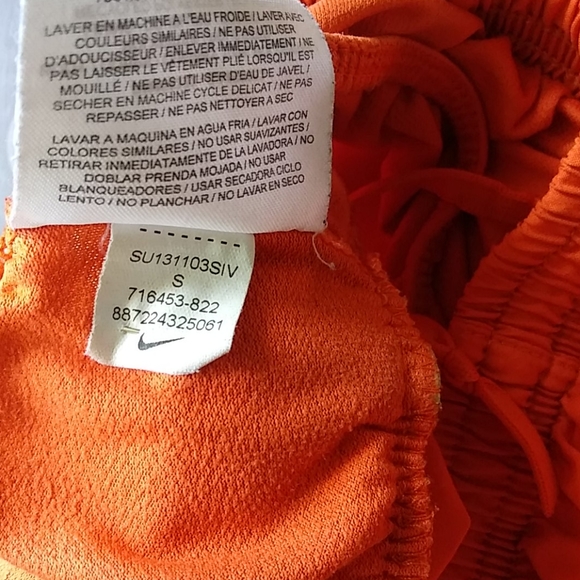 LAVER EN MACHINE A L'EAU FROIDE / LAVER AVEC
COULEURS SIMILAIRES / NE PAS UTILISER
D'ADOUCISSEUR / ENLEVER IMMEDIATEMENT / NE
PAS LAISSER LE VÊTEMENT PLIÉ LORSQU'IL EST
MOUILLÉ / NE PAS UTILISER D'EAU DE JAVEL /
SECHER EN MACHINE CYCLE DELICAT / NE PAS
REPASSER / NE PAS NETTOYER A SEC
LAVAR A MAQUINA EN AGUA FRIA / LAVAR CON
COLORES SIMILARES / NO USAR SUAVIZANTES /
RETIRAR IMMEDIATAMENTE DE LA LAVADORA / NO
DOBLAR PRENDA MOJADA / NO USAR
BLANQUEADORES / USAR SECADORA CICLO
LENTO / NO PLANCHAR / NO LAVAR EN SECO
SU131103SIV
S
716453-822
887224325061